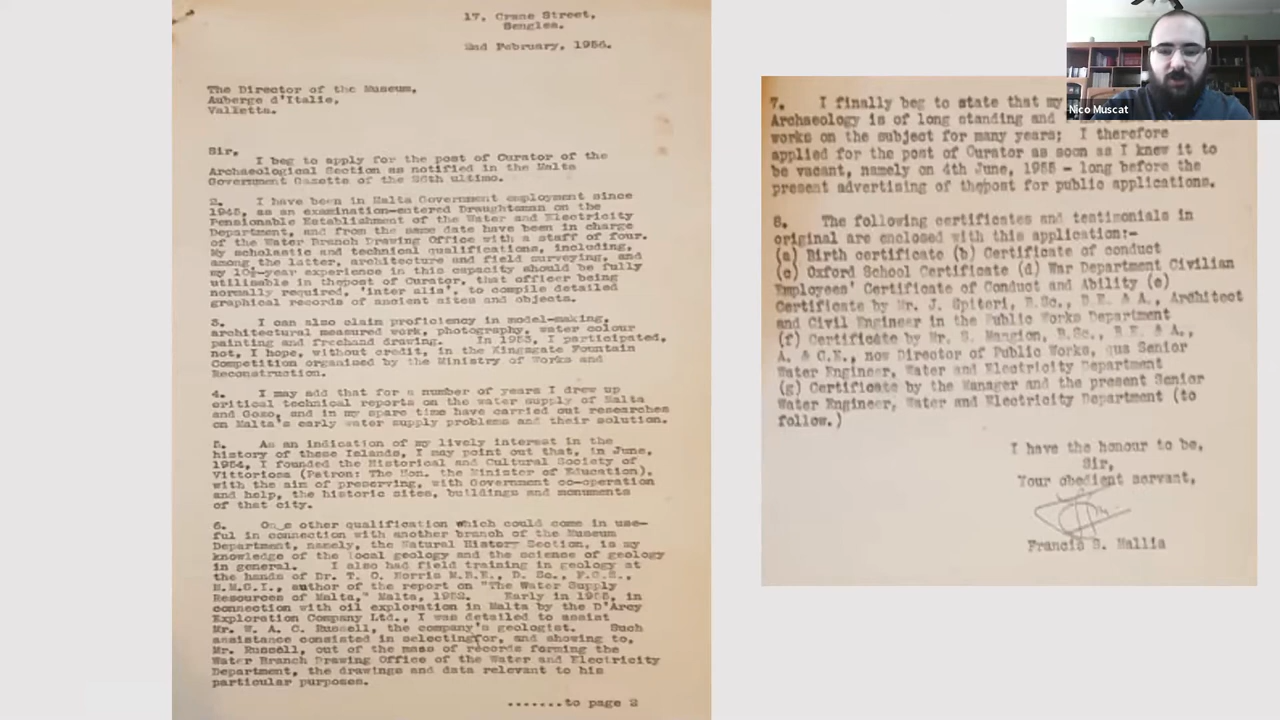 17, Crane Street,
Senglea.
2nd February, 1956.
The Director of the Museum,
Auberge d'Italie,
Valletta.
Sir,
I beg to apply for the post of Curator of the
Archaeological Section as notified in the Malta
Government Gazette of the 26th ultimo.
2. I have been in Malta Government employment since
1945, as an examination-entered Draughtsman on the
Pensionable Establishment of the Water and Electricity
Department, and from the same date have been in charge
of the Water Branch Drawing Office with a staff of four.
My scholastic and technical qualifications, including,
among the latter, architecture and field surveying, and
my 10½-year experience in this capacity should be fully
utilisable in the post of Curator, that officer being
normally required, 'inter alia', to compile detailed
graphical records of ancient sites and objects.
3. I can also claim proficiency in model-making,
architectural measured work, photography, water colour
painting and freehand drawing. In 1953, I participated,
not, I hope, without credit, in the Kingsgate Fountain
Competition organised by the Ministry of Works and
Reconstruction.
4. I may add that for a number of years I drew up
critical technical reports on the water supply of Malta
and Gozo, and in my spare time have carried out researches
on Malta's early water supply problems and their solution.
5. As an indication of my lively interest in the
history of these Islands, I may point out that, in June,
1954, I founded the Historical and Cultural Society of
Vittoriosa (Patron: The Hon. the Minister of Education),
with the aim of preserving, with Government co-operation
and help, the historic sites, buildings and monuments
of that city.
6. On_e other qualification which could come in use-
ful in connection with another branch of the Museum
Department, namely, the Natural History Section, is my
knowledge of the local geology and the science of geology
in general. I also had field training in geology at
the hands of Dr. T. O. Morris M.B.E., D. Sc., F.G.S.,
M.M.G.I., author of the report on "The Water Supply
Resources of Malta," Malta, 1952. Early in 1955, in
connection with oil exploration in Malta by the D'Arcy
Exploration Company Ltd., I was detailed to assist
Mr. W. A. C. Russell, the company's geologist. Such
assistance consisted in selecting for, and showing to,
Mr. Russell, out of the mass of records forming the
Water Branch Drawing Office of the Water and Electricity
Department, the drawings and data relevant to his
particular purposes.
.......to page 2
Nico Muscat
7. I finally beg to state that my
Archaeology is of long standing and
works on the subject for many years; I therefore
applied for the post of Curator as soon as I knew it to
be vacant, namely on 4th June, 1955 - long before the
present advertising of the post for public applications.
8. The following certificates and testimonials in
original are enclosed with this application:-
(a) Birth certificate (b) Certificate of conduct
(c) Oxford School Certificate (d) War Department Civilian
Employees' Certificate of Conduct and Ability (e)
Certificate by Mr. J. Spiteri, B.Sc., B.E. & A., Architect
and Civil Engineer in the Public Works Department
(f) Certificate by Mr. S. Mangion, B.Sc., B.E. & A.,
A. & C.E., now Director of Public Works, qua Senior
Water Engineer, Water and Electricity Department
(g) Certificate by the Manager and the present Senior
Water Engineer, Water and Electricity Department (to
follow.)
I have the honour to be,
Sir,
Your obedient servant,
Francis S. Mallia